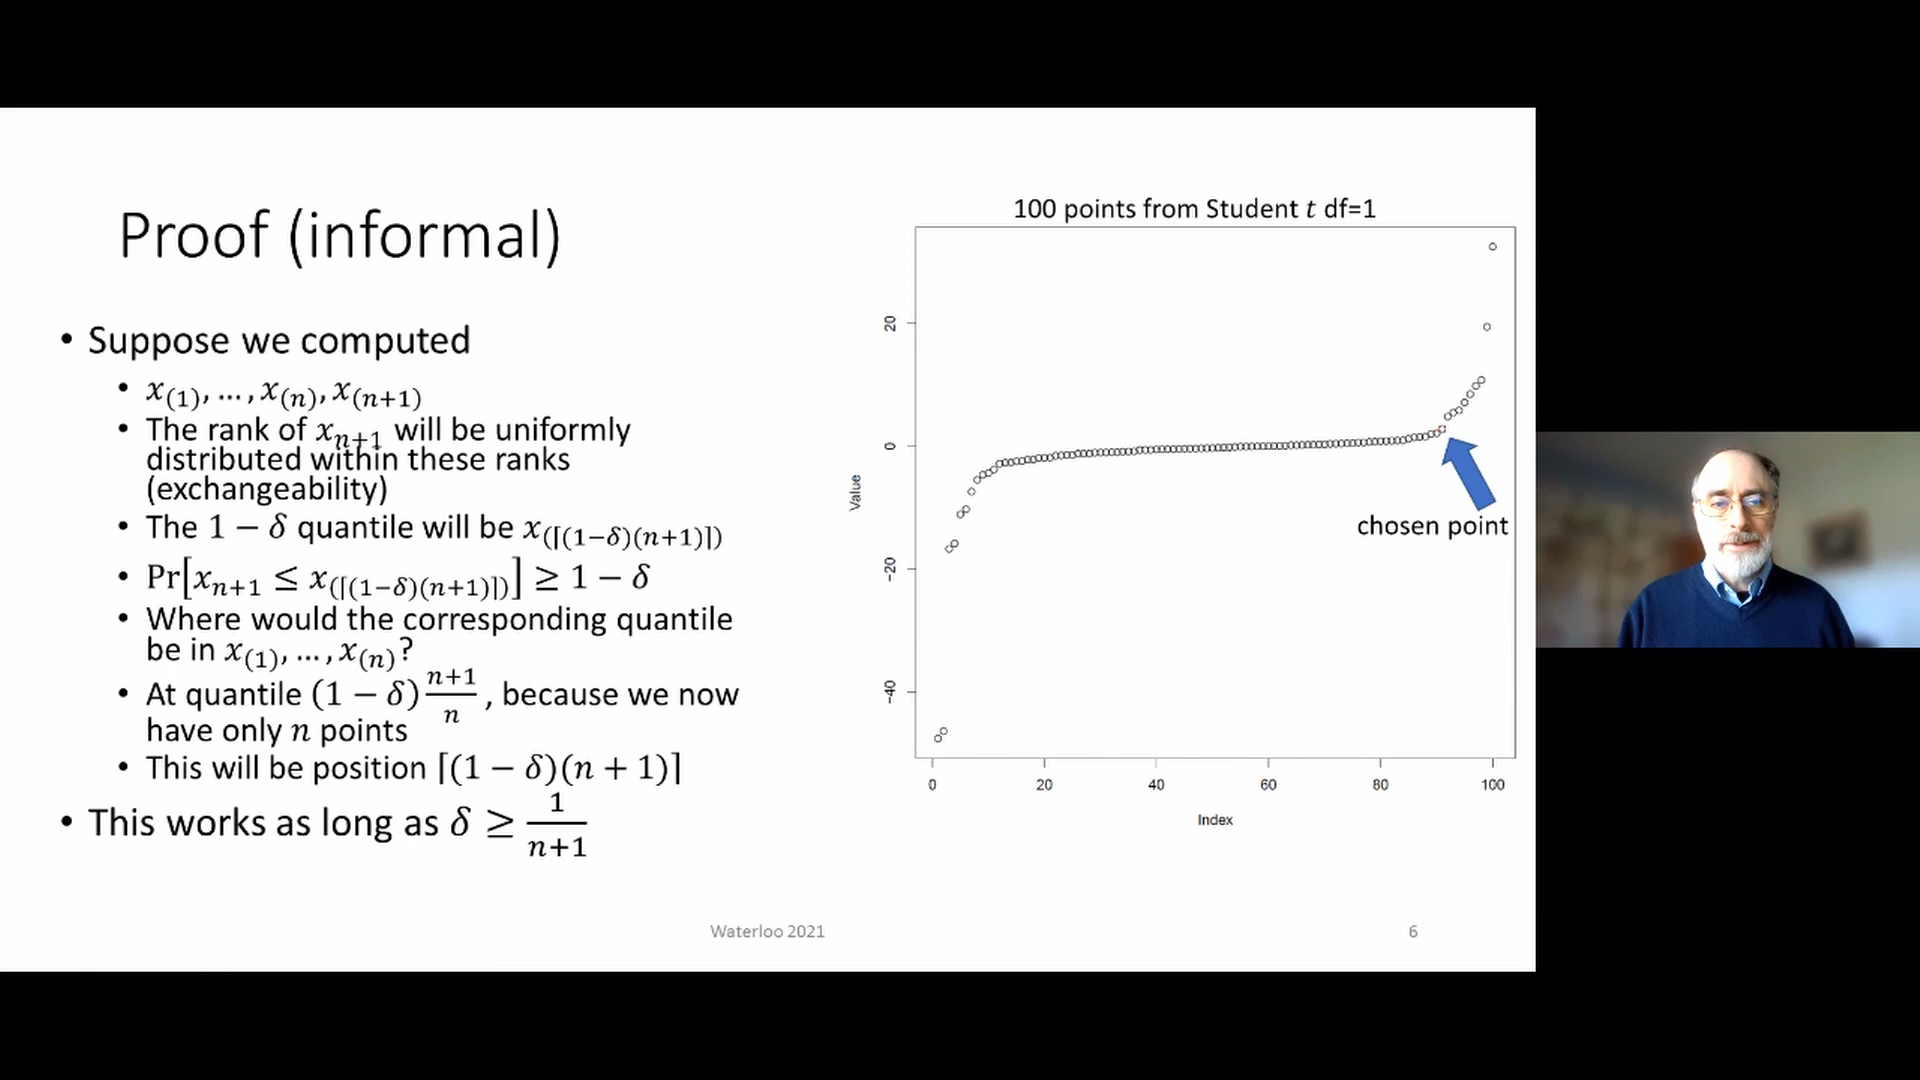 Proof (informal)
• Suppose we computed
• x₍₁₎, … , x₍ₙ₎, x₍ₙ₊₁₎
• The rank of xₙ₊₁ will be uniformly
distributed within these ranks
(exchangeability)
• The 1 − δ quantile will be x_(⌈(1−δ)(n+1)⌉)
• Pr[xₙ₊₁ ≤ x_(⌈(1−δ)(n+1)⌉)] ≥ 1 − δ
• Where would the corresponding quantile
be in x₍₁₎, … , x₍ₙ₎?
• At quantile (1 − δ) (n+1)/n , because we now
have only n points
• This will be position ⌈(1 − δ)(n + 1)⌉
• This works as long as δ ≥ 1/(n+1)
100 points from Student t df=1
Value
20
0
−20
−40
chosen point
0 20 40 60 80 100
Index
Waterloo 2021
6